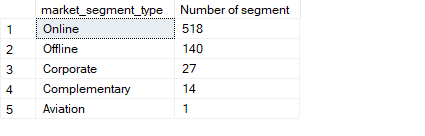 market_segment_type Number of segment
1 Online 518
2 Offline 140
3 Corporate 27
4 Complementary 14
5 Aviation 1